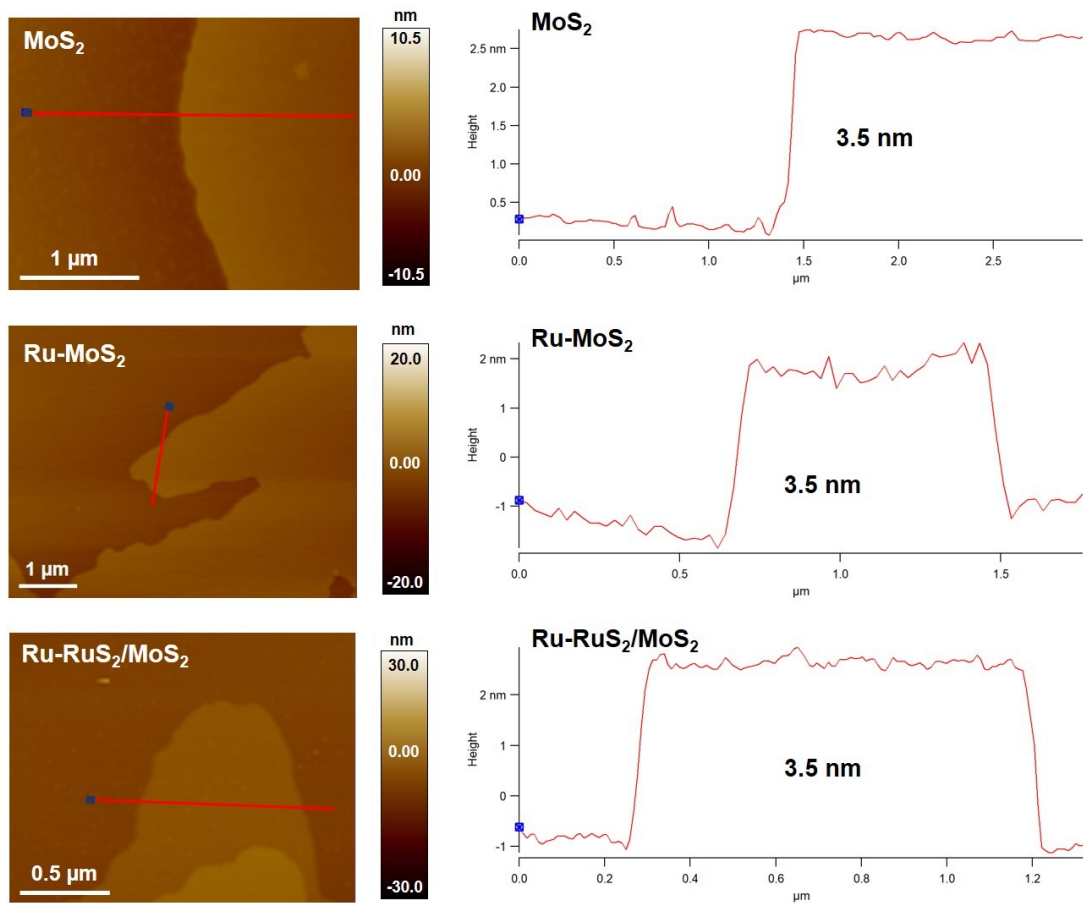 MoS₂
1 µm
nm
10.5
0.00
-10.5
MoS₂
Height
2.5 nm
2.0
1.5
1.0
0.5
3.5 nm
0.0
0.5
1.0
1.5
2.0
2.5
µm
Ru-MoS₂
1 µm
nm
20.0
0.00
-20.0
Ru-MoS₂
Height
2 nm
1
0
-1
3.5 nm
0.0
0.5
1.0
1.5
µm
Ru-RuS₂/MoS₂
0.5 µm
nm
30.0
0.00
-30.0
Ru-RuS₂/MoS₂
Height
2 nm
1
0
-1
3.5 nm
0.0
0.2
0.4
0.6
0.8
1.0
1.2
µm